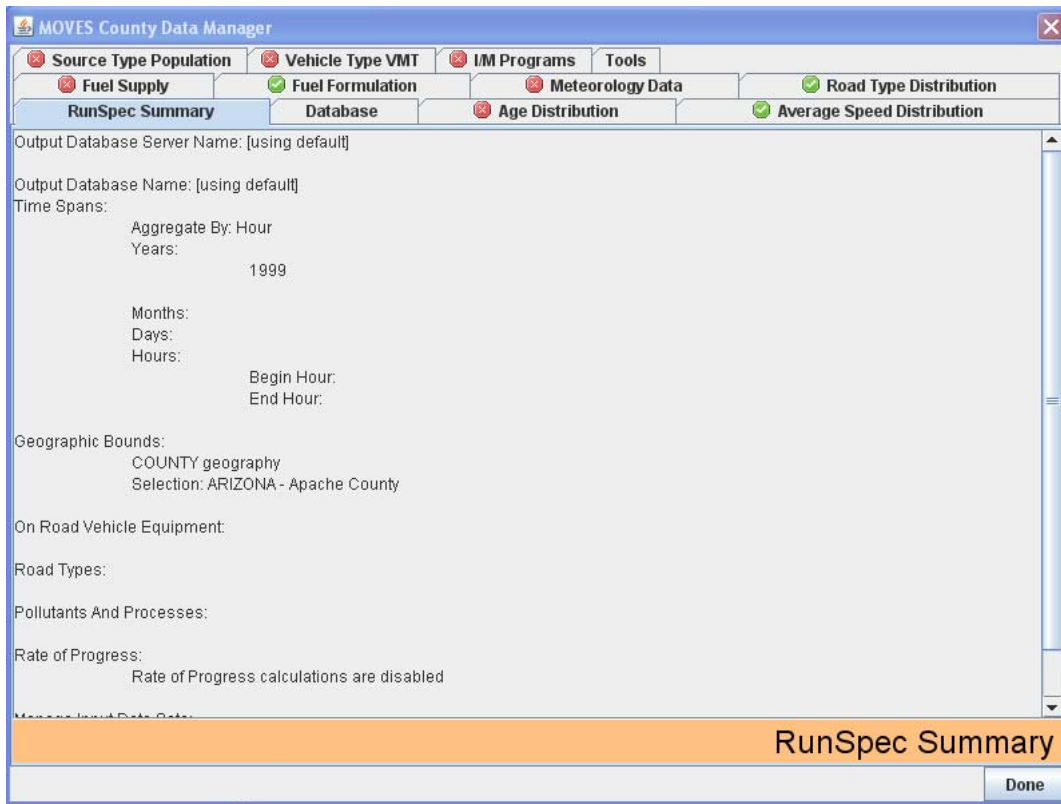 MOVES County Data Manager
Source Type Population Vehicle Type VMT I/M Programs Tools
Fuel Supply Fuel Formulation Meteorology Data Road Type Distribution
RunSpec Summary Database Age Distribution Average Speed Distribution
Output Database Server Name: [using default]
Output Database Name: [using default]
Time Spans:
Aggregate By: Hour
Years:
1999
Months:
Days:
Hours:
Begin Hour:
End Hour:
Geographic Bounds:
COUNTY geography
Selection: ARIZONA - Apache County
On Road Vehicle Equipment:
Road Types:
Pollutants And Processes:
Rate of Progress:
Rate of Progress calculations are disabled
Manage Input Data Sets:
RunSpec Summary
Done